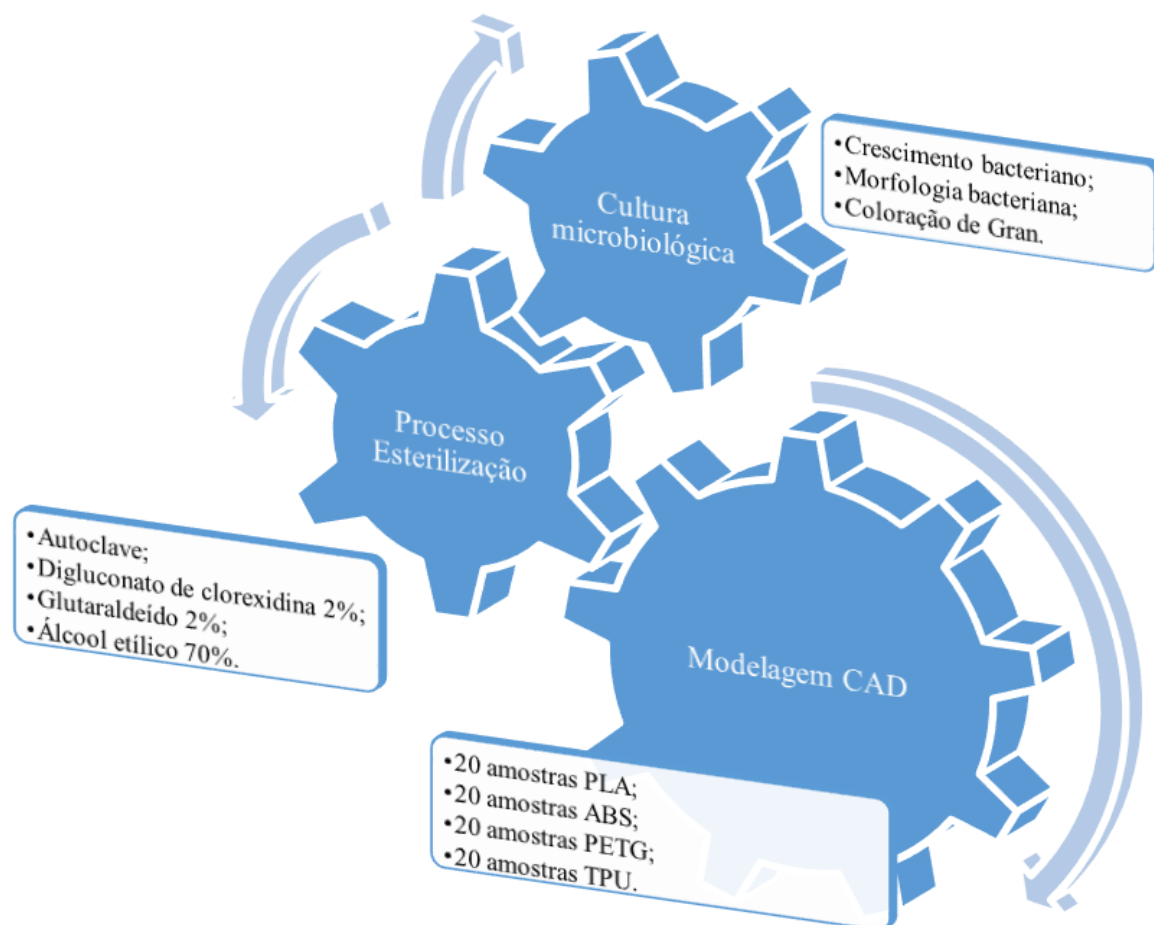 Cultura
microbiológica
•Crescimento bacteriano;
•Morfologia bacteriana;
•Coloração de Gran.
Processo
Esterilização
•Autoclave;
•Digluconato de clorexidina 2%;
•Glutaraldeído 2%;
•Álcool etílico 70%.
Modelagem CAD
•20 amostras PLA;
•20 amostras ABS;
•20 amostras PETG;
•20 amostras TPU.